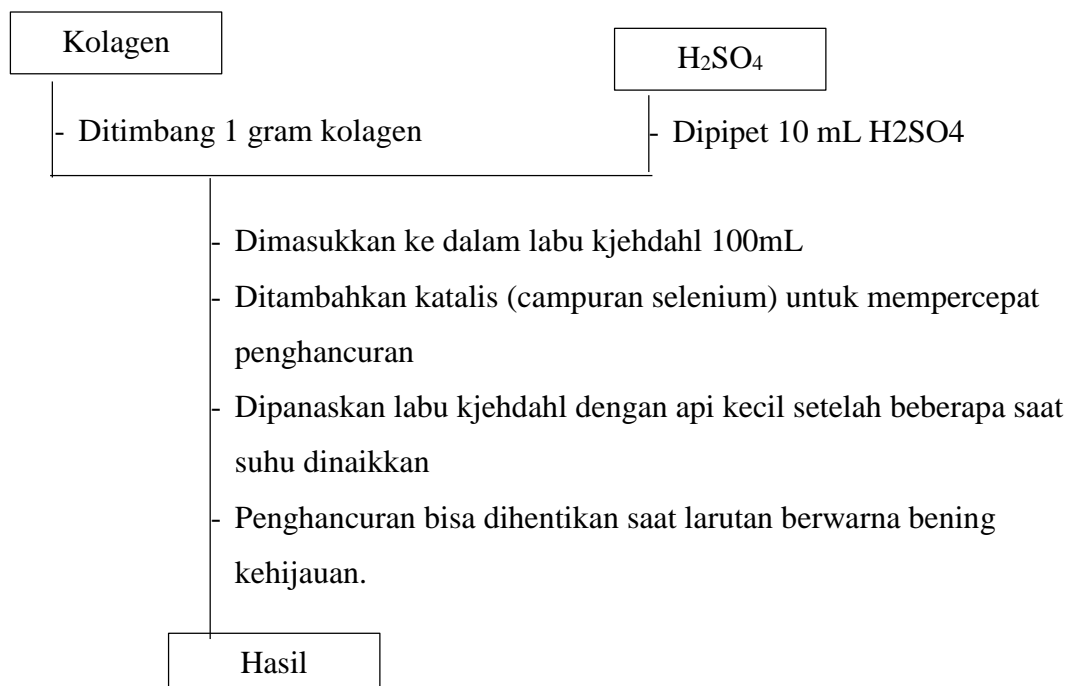 Kolagen
H₂SO₄
- Ditimbang 1 gram kolagen
- Dipipet 10 mL H2SO4
- Dimasukkan ke dalam labu kjehdahl 100mL
- Ditambahkan katalis (campuran selenium) untuk mempercepat
penghancuran
- Dipanaskan labu kjehdahl dengan api kecil setelah beberapa saat
suhu dinaikkan
- Penghancuran bisa dihentikan saat larutan berwarna bening
kehijauan.
Hasil